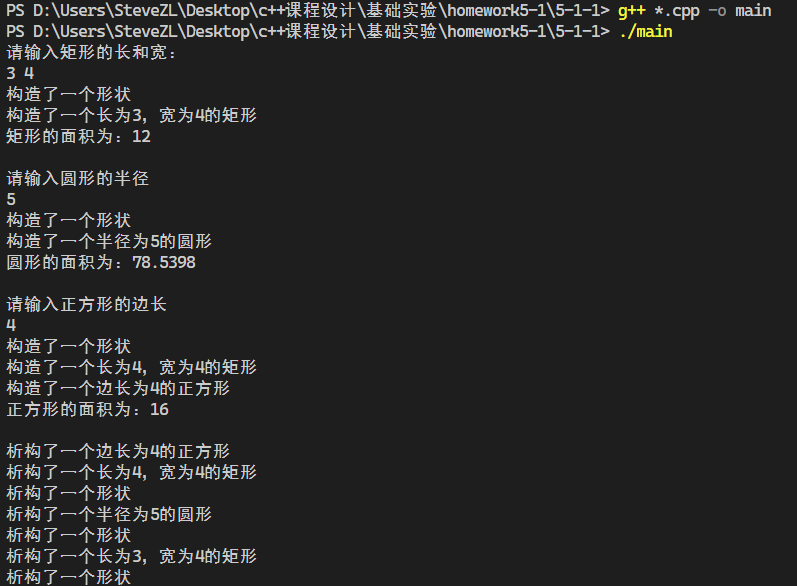 PS D:\Users\SteveZL\Desktop\c++课程设计\基础实验\homework5-1\5-1-1> g++ *.cpp -o main
PS D:\Users\SteveZL\Desktop\c++课程设计\基础实验\homework5-1\5-1-1> ./main
请输入矩形的长和宽：
3 4
构造了一个形状
构造了一个长为3，宽为4的矩形
矩形的面积为：12
请输入圆形的半径
5
构造了一个形状
构造了一个半径为5的圆形
圆形的面积为：78.5398
请输入正方形的边长
4
构造了一个形状
构造了一个长为4，宽为4的矩形
构造了一个边长为4的正方形
正方形的面积为：16
析构了一个边长为4的正方形
析构了一个长为4，宽为4的矩形
析构了一个形状
析构了一个半径为5的圆形
析构了一个形状
析构了一个长为3，宽为4的矩形
析构了一个形状